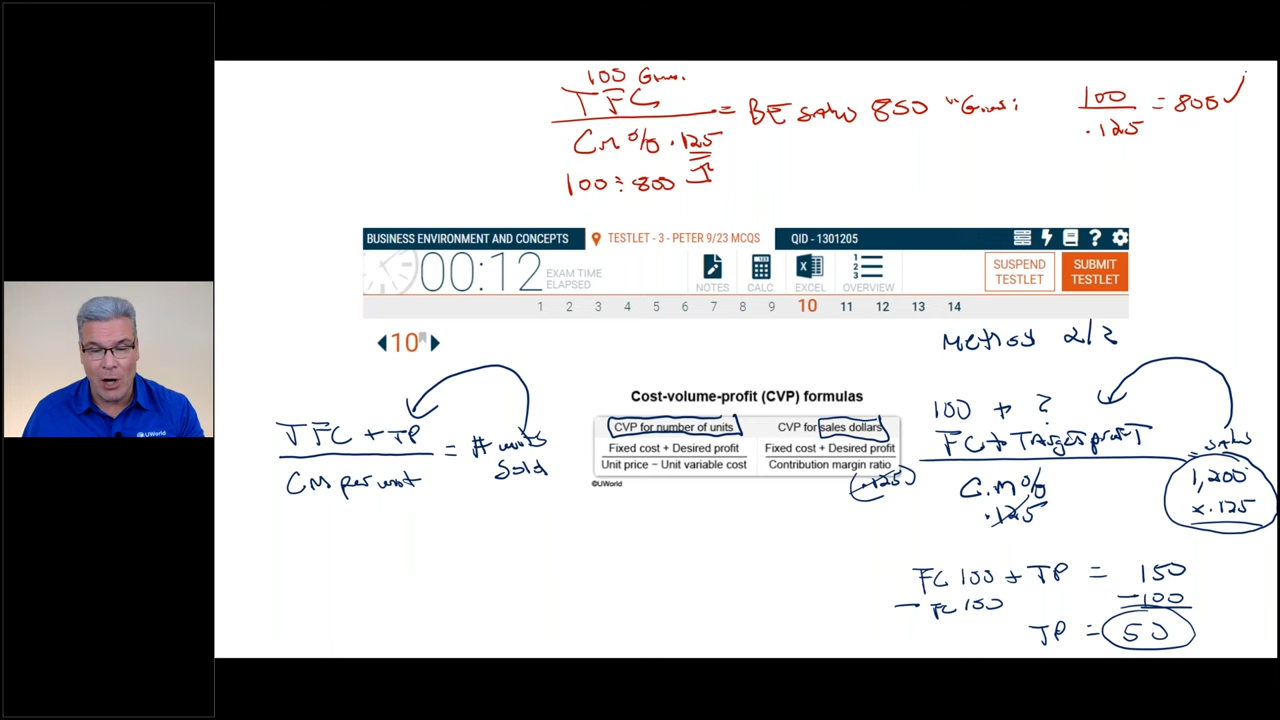 100 Given.
TFC
CM % .125
= BE Sales 850 "Given:
100 ÷ 800
100
.125
= 800 ✓
BUSINESS ENVIRONMENT AND CONCEPTS
TESTLET - 3 - PETER 9/23 MCQS
QID - 1301205
00:12
EXAM TIME ELAPSED
NOTES
CALC.
EXCEL
OVERVIEW
SUSPEND TESTLET
SUBMIT TESTLET
1 2 3 4 5 6 7 8 9 10 11 12 13 14
10
Method 2/2
Cost-volume-profit (CVP) formulas
CVP for number of units
CVP for sales dollars
Fixed cost + Desired profit
Unit price − Unit variable cost
Fixed cost + Desired profit
Contribution margin ratio
©UWorld
(.125)
TFC + TP
CM per unit
= # units
Sold
100 + ?
FC + Target profit
C.M %
.125
= Sales
1,200
x .125
FC 100 + TP = 150
- FC 100 -100
TP = 50
UWorld